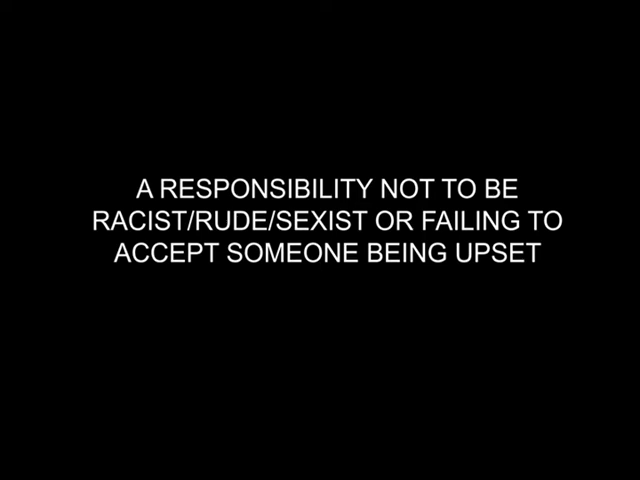 A RESPONSIBILITY NOT TO BE
RACIST/RUDE/SEXIST OR FAILING TO
ACCEPT SOMEONE BEING UPSET